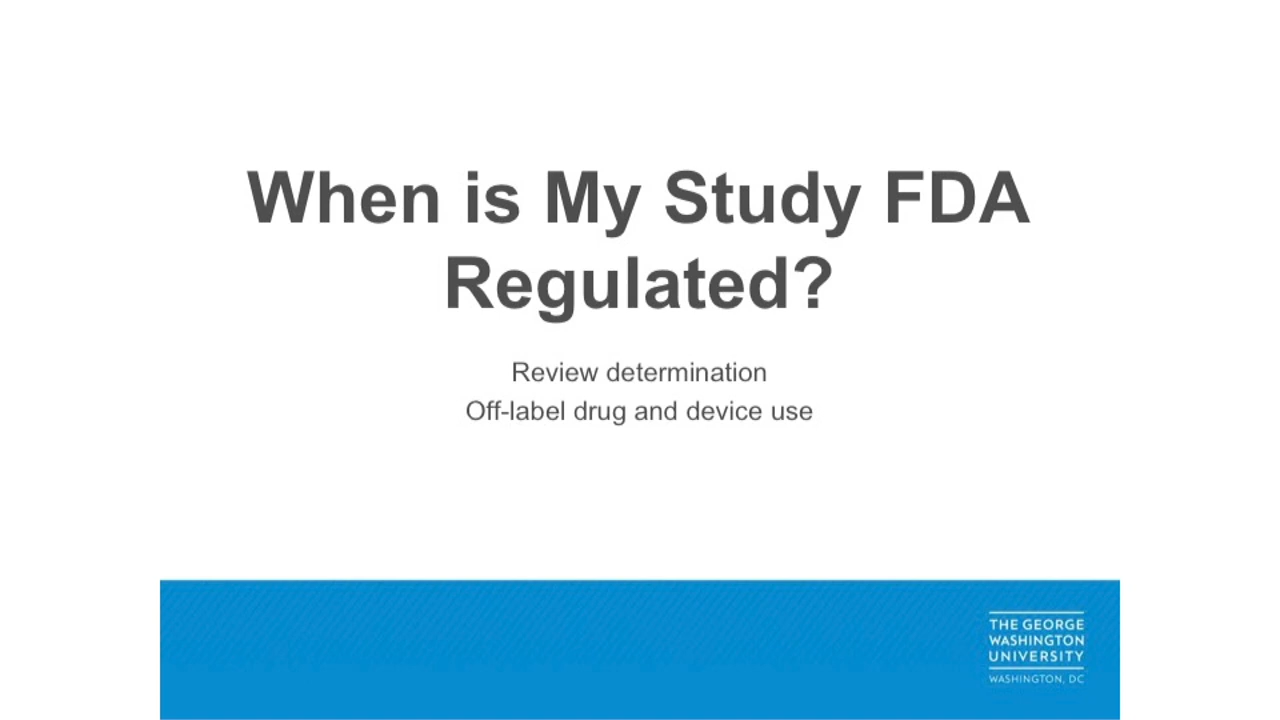 When is My Study FDA
Regulated?
Review determination
Off-label drug and device use
THE GEORGE
WASHINGTON
UNIVERSITY
WASHINGTON, DC